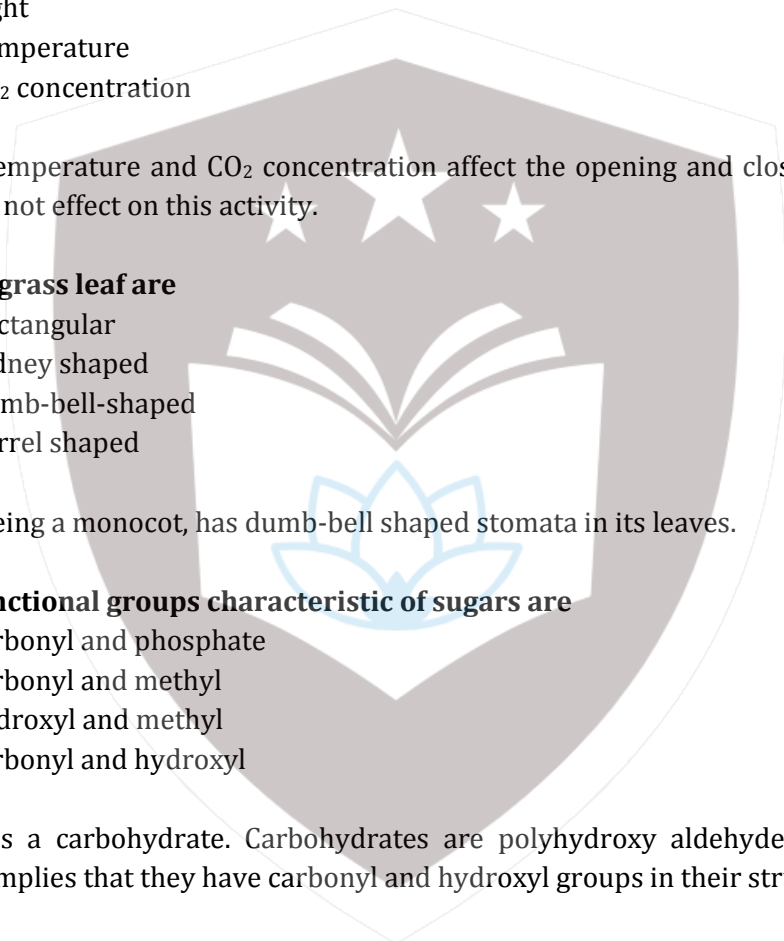 ght
mperature
₂ concentration
emperature and CO₂ concentration affect the opening and clos
not effect on this activity.
grass leaf are
ctangular
dney shaped
mb-bell-shaped
rrel shaped
eing a monocot, has dumb-bell shaped stomata in its leaves.
nctional groups characteristic of sugars are
rbonyl and phosphate
rbonyl and methyl
droxyl and methyl
rbonyl and hydroxyl
s a carbohydrate. Carbohydrates are polyhydroxy aldehyde
mplies that they have carbonyl and hydroxyl groups in their str